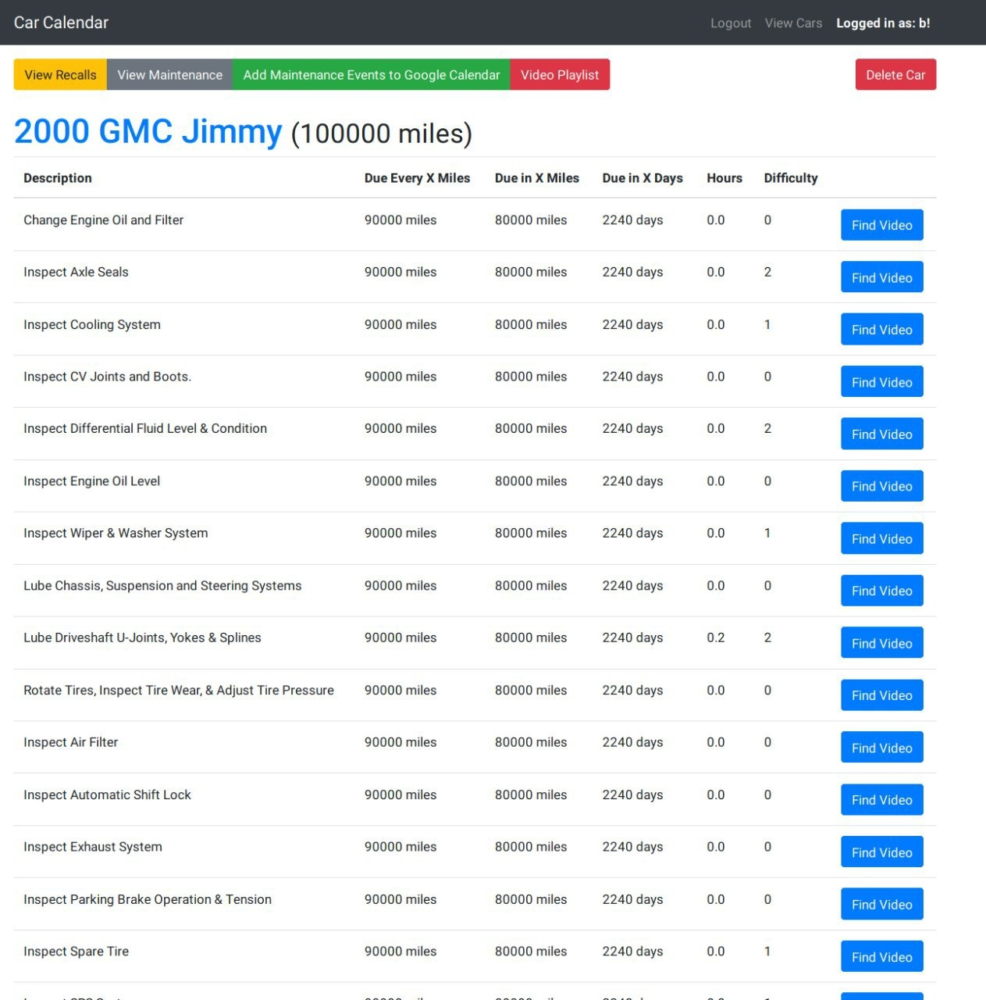 Car Calendar Logout View Cars Logged in as: b!
View Recalls View Maintenance Add Maintenance Events to Google Calendar Video Playlist Delete Car
2000 GMC Jimmy (100000 miles)
Description Due Every X Miles Due in X Miles Due in X Days Hours Difficulty
Change Engine Oil and Filter 90000 miles 80000 miles 2240 days 0.0 0 Find Video
Inspect Axle Seals 90000 miles 80000 miles 2240 days 0.0 2 Find Video
Inspect Cooling System 90000 miles 80000 miles 2240 days 0.0 1 Find Video
Inspect CV Joints and Boots. 90000 miles 80000 miles 2240 days 0.0 0 Find Video
Inspect Differential Fluid Level & Condition 90000 miles 80000 miles 2240 days 0.0 2 Find Video
Inspect Engine Oil Level 90000 miles 80000 miles 2240 days 0.0 0 Find Video
Inspect Wiper & Washer System 90000 miles 80000 miles 2240 days 0.0 1 Find Video
Lube Chassis, Suspension and Steering Systems 90000 miles 80000 miles 2240 days 0.0 0 Find Video
Lube Driveshaft U-Joints, Yokes & Splines 90000 miles 80000 miles 2240 days 0.2 2 Find Video
Rotate Tires, Inspect Tire Wear, & Adjust Tire Pressure 90000 miles 80000 miles 2240 days 0.0 0 Find Video
Inspect Air Filter 90000 miles 80000 miles 2240 days 0.0 0 Find Video
Inspect Automatic Shift Lock 90000 miles 80000 miles 2240 days 0.0 0 Find Video
Inspect Exhaust System 90000 miles 80000 miles 2240 days 0.0 0 Find Video
Inspect Parking Brake Operation & Tension 90000 miles 80000 miles 2240 days 0.0 0 Find Video
Inspect Spare Tire 90000 miles 80000 miles 2240 days 0.0 1 Find Video